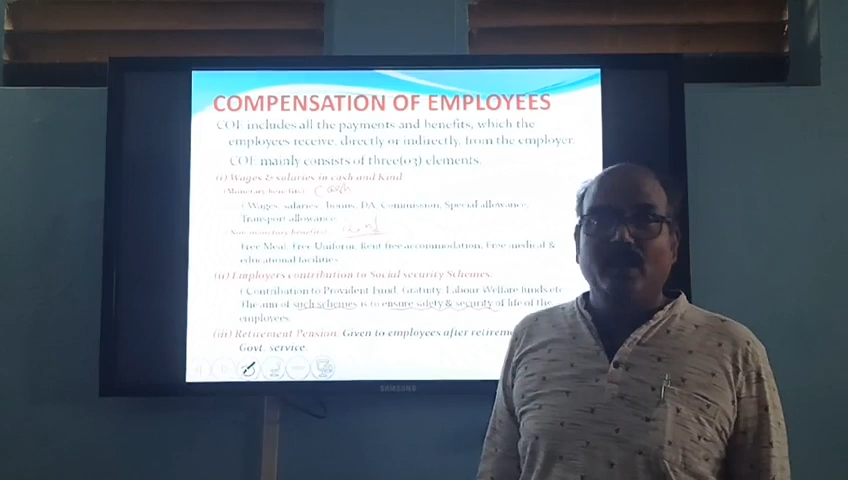 COMPENSATION OF EMPLOYEES
COE includes all the payments and benefits, which the
employees receive, directly or indirectly, from the employer.
COE mainly consists of three(03) elements.
(i) Wages & salaries in cash and Kind
(Monetary benefits) Cash
( Wages, salaries, bonus, DA, Commission, Special allowance,
Transport allowance
(Non-monetary benefits)
Free Meal, Free Uniform, Rent free accommodation, Free medical &
educational facilities
(ii) Employers contribution to Social security Schemes.
( Contribution to Provident Fund, Gratuity, Labour Welfare funds etc
The aim of such schemes is to ensure safety & security of life of the
employees.
(iii) Retirement Pension. Given to employees after
Govt. service.
SAMSUNG